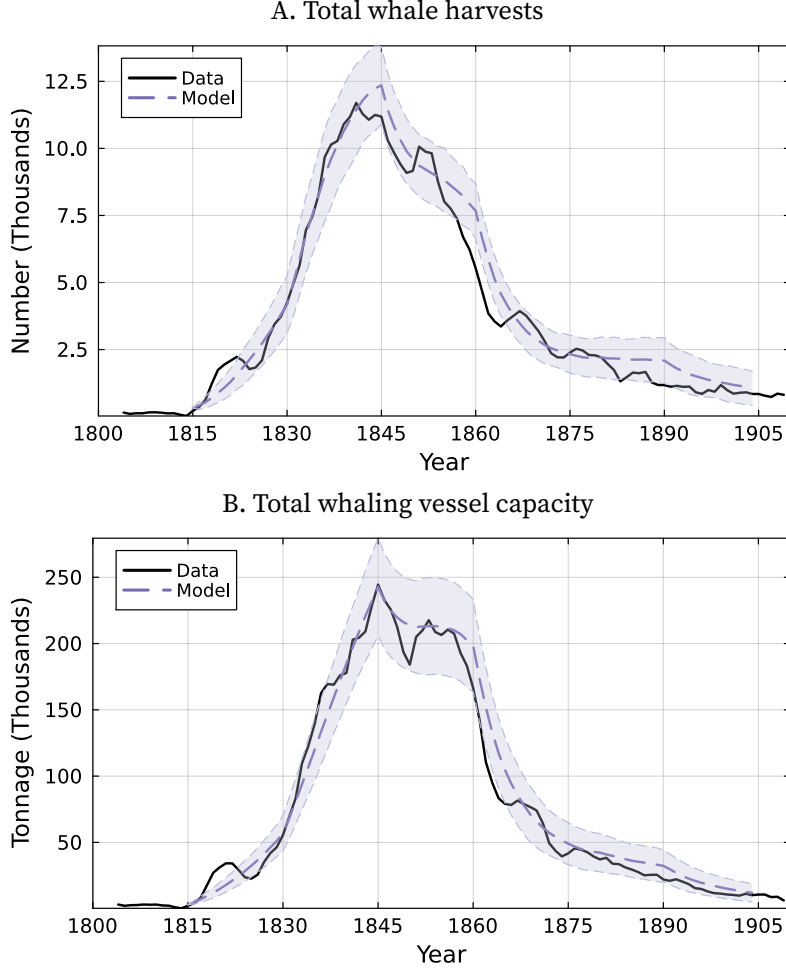 A. Total whale harvests
12.5
10.0
7.5
5.0
2.5
Number (Thousands)
Data
Model
1800 1815 1830 1845 1860 1875 1890 1905
Year
B. Total whaling vessel capacity
250
200
150
100
50
Tonnage (Thousands)
Data
Model
1800 1815 1830 1845 1860 1875 1890 1905
Year